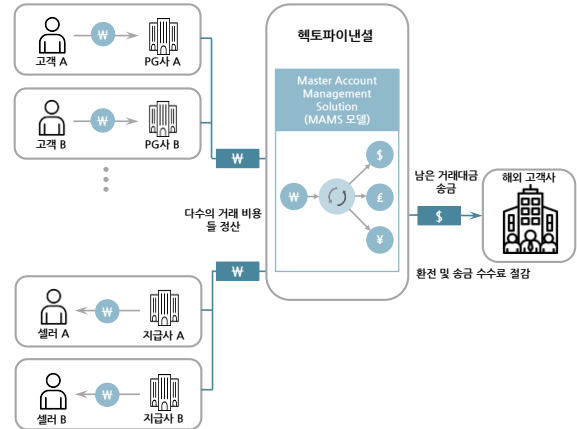 고객 A
₩
PG사 A
고객 B
₩
PG사 B
₩
헥토파이낸셜
Master Account
Management
Solution
(MAMS 모델)
₩
$
£
¥
다수의 거래 비용
들 정산
₩
남은 거래대금
송금
$
해외 고객사
환전 및 송금 수수료 절감
셀러 A
₩
지급사 A
셀러 B
₩
지급사 B